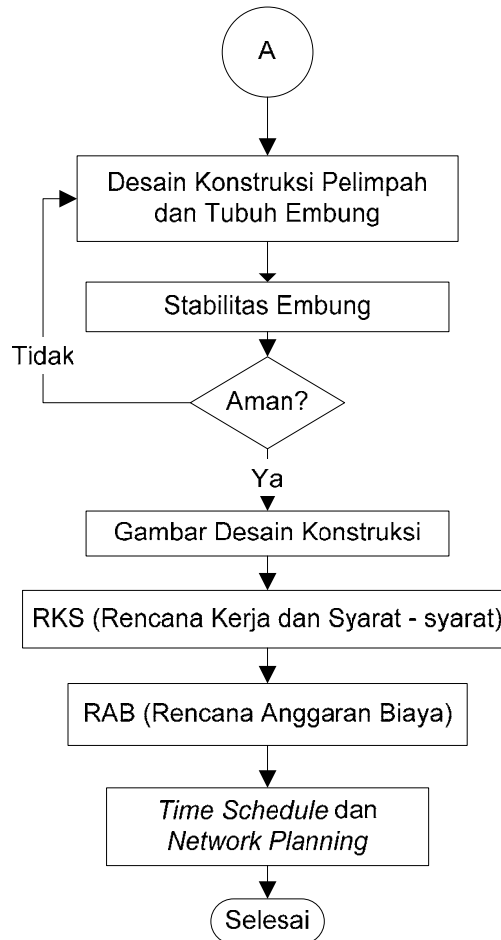 A
Desain Konstruksi Pelimpah
dan Tubuh Embung
Stabilitas Embung
Tidak
Aman?
Ya
Gambar Desain Konstruksi
RKS (Rencana Kerja dan Syarat - syarat)
RAB (Rencana Anggaran Biaya)
Time Schedule dan
Network Planning
Selesai